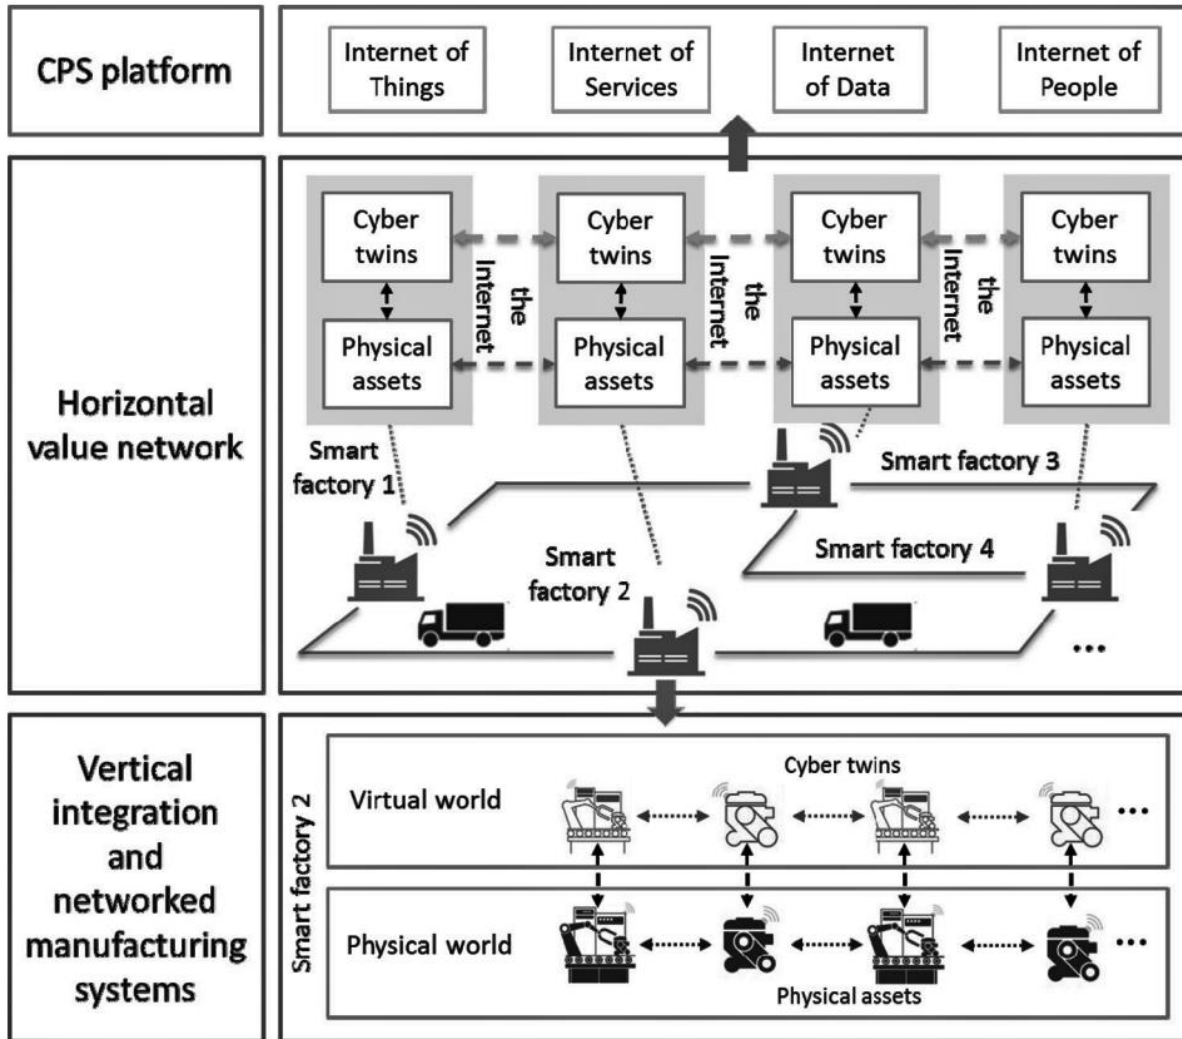 CPS platform
Internet of
Things
Internet of
Services
Internet
of Data
Internet of
People
Horizontal
value network
Cyber
twins
Cyber
twins
Cyber
twins
Cyber
twins
the
Internet
the
Internet
the
Internet
Physical
assets
Physical
assets
Physical
assets
Physical
assets
Smart
factory 1
Smart factory 3
Smart
factory 2
Smart factory 4
...
Vertical
integration
and
networked
manufacturing
systems
Smart factory 2
Cyber twins
Virtual world
...
Physical world
...
Physical assets